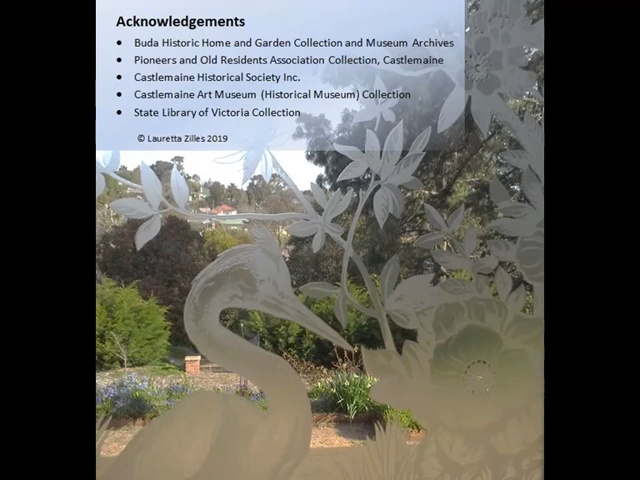 Acknowledgements
• Buda Historic Home and Garden Collection and Museum Archives
• Pioneers and Old Residents Association Collection, Castlemaine
• Castlemaine Historical Society Inc.
• Castlemaine Art Museum (Historical Museum) Collection
• State Library of Victoria Collection
© Lauretta Zilles 2019